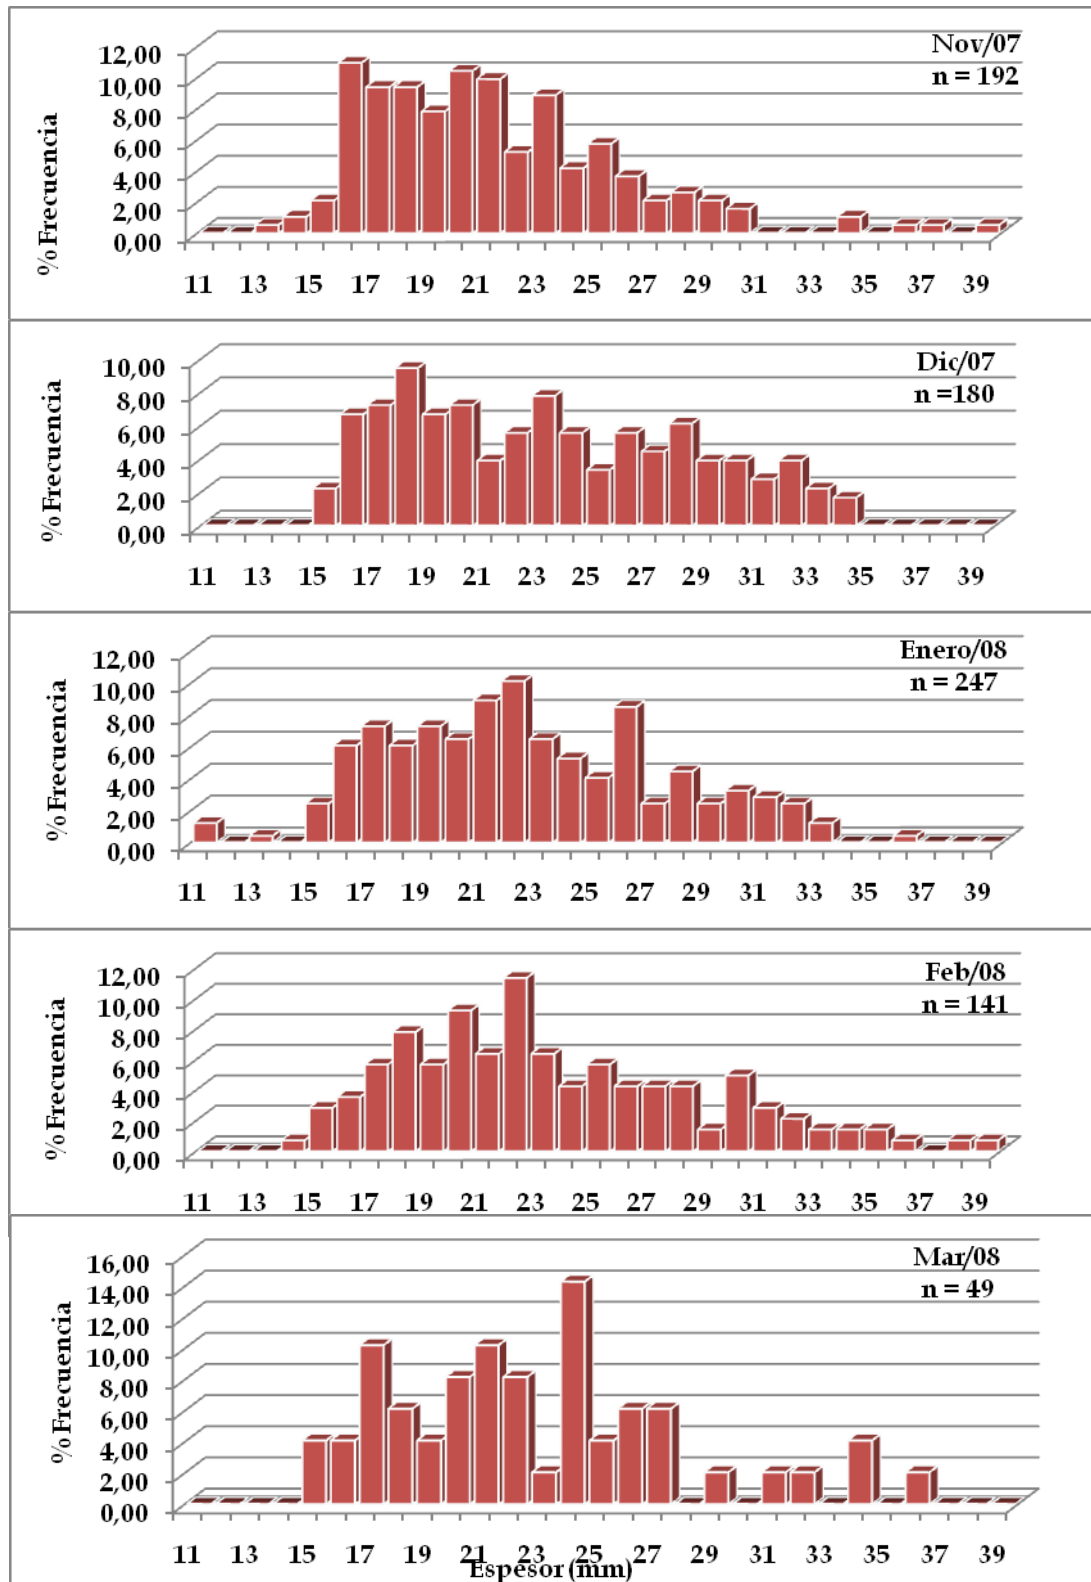 Nov/07
n = 192
%Frecuencia
12,00
10,00
8,00
6,00
4,00
2,00
0,00
11 13 15 17 19 21 23 25 27 29 31 33 35 37 39
Dic/07
n =180
%Frecuencia
10,00
8,00
6,00
4,00
2,00
0,00
11 13 15 17 19 21 23 25 27 29 31 33 35 37 39
Enero/08
n = 247
%Frecuencia
12,00
10,00
8,00
6,00
4,00
2,00
0,00
11 13 15 17 19 21 23 25 27 29 31 33 35 37 39
Feb/08
n = 141
%Frecuencia
12,00
10,00
8,00
6,00
4,00
2,00
0,00
11 13 15 17 19 21 23 25 27 29 31 33 35 37 39
Mar/08
n = 49
%Frecuencia
16,00
14,00
12,00
10,00
8,00
6,00
4,00
2,00
0,00
11 13 15 17 19 21 23 25 27 29 31 33 35 37 39
Espesor (mm)